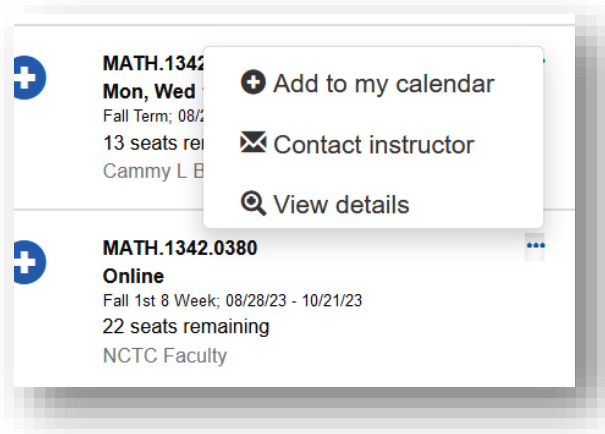 MATH.1342
Mon, Wed
Fall Term; 08/2
13 seats
Cammy L
Add to my calendar
Contact instructor
View details
MATH.1342.0380
Online
Fall 1st 8 Week; 08/28/23 - 10/21/23
22 seats remaining
NCTC Faculty